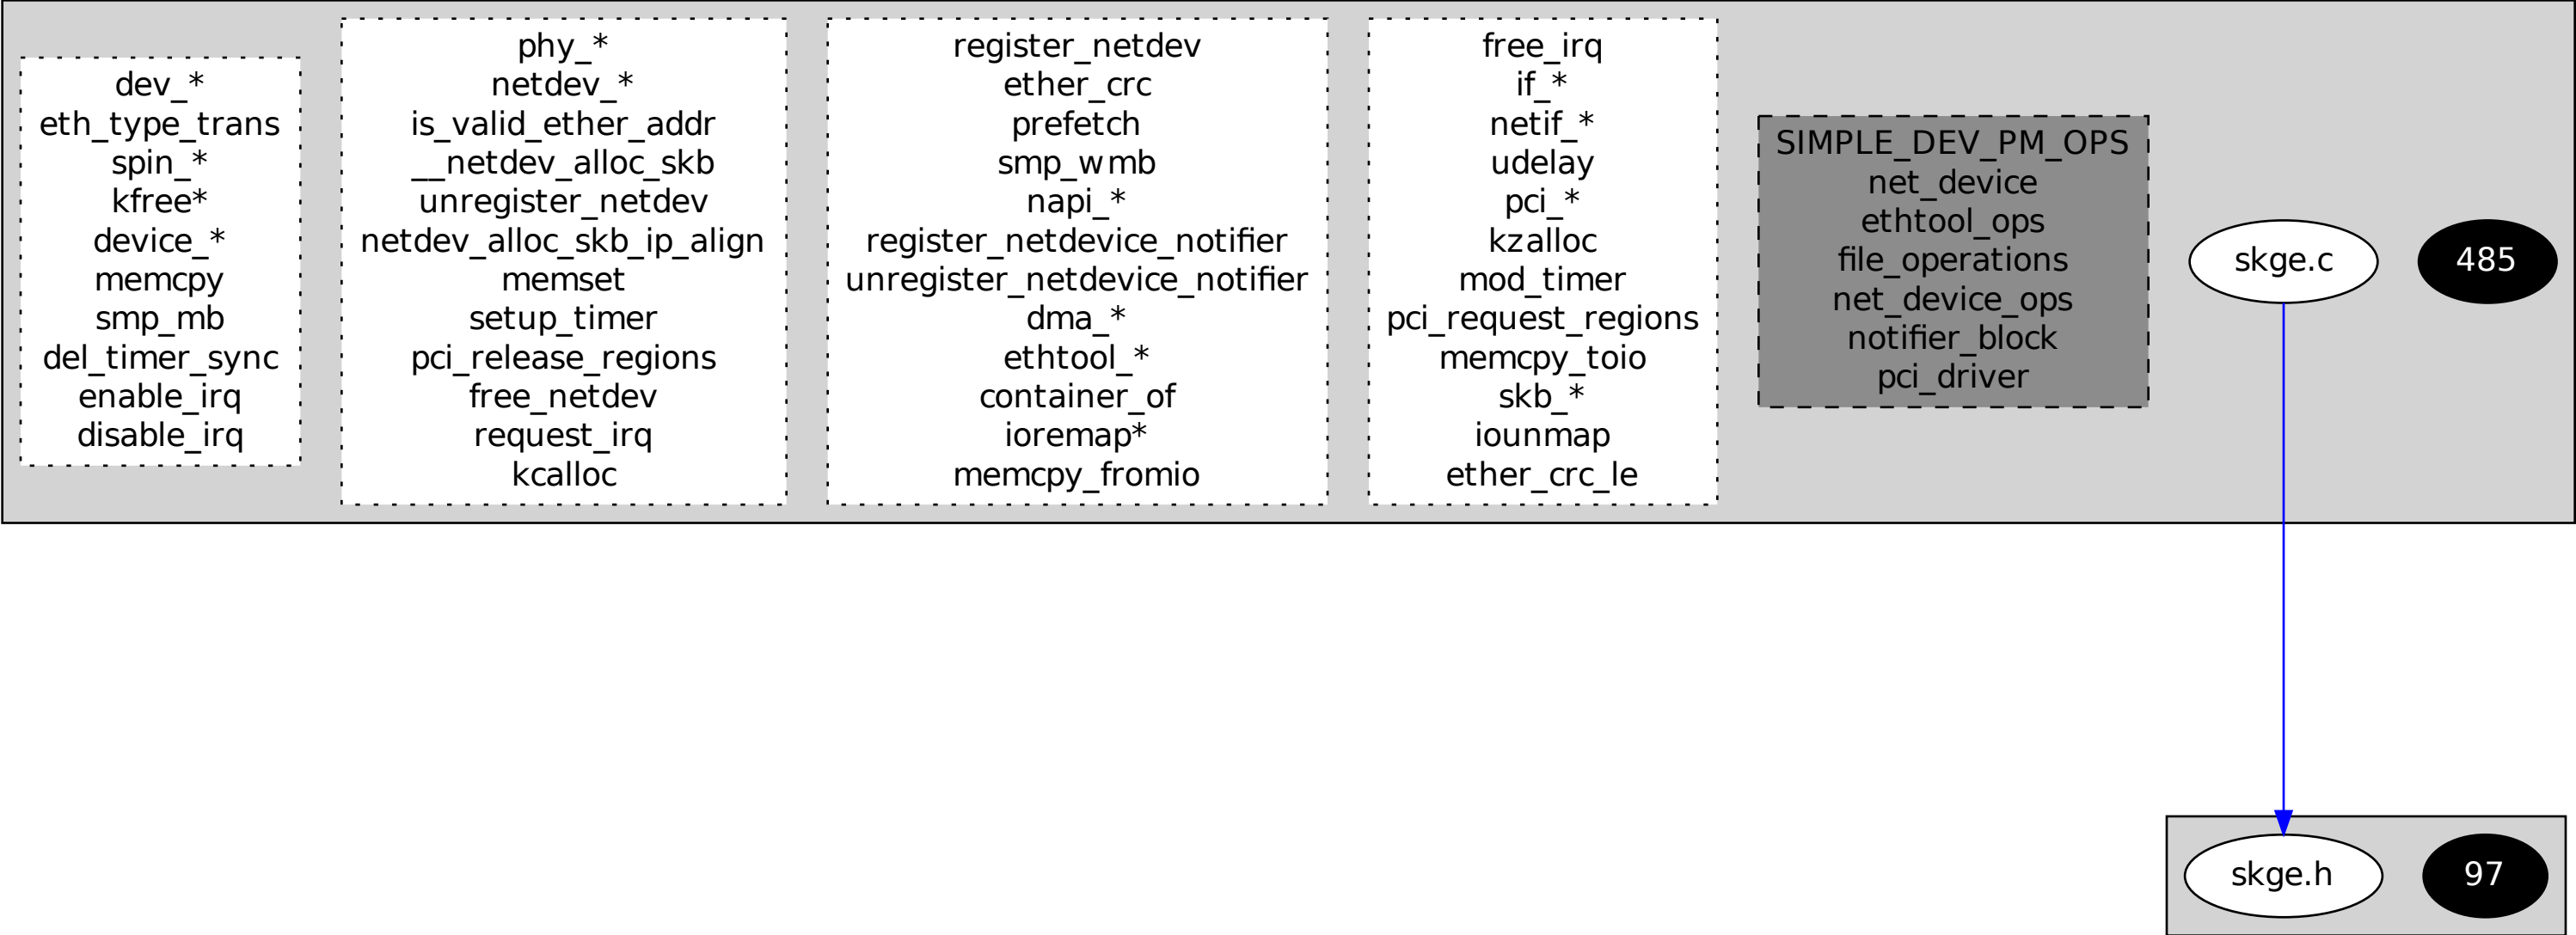 dev_*
eth_type_trans
spin_*
kfree*
device_*
memcpy
smp_mb
del_timer_sync
enable_irq
disable_irq
phy_*
netdev_*
is_valid_ether_addr
__netdev_alloc_skb
unregister_netdev
netdev_alloc_skb_ip_align
memset
setup_timer
pci_release_regions
free_netdev
request_irq
kcalloc
register_netdev
ether_crc
prefetch
smp_wmb
napi_*
register_netdevice_notifier
unregister_netdevice_notifier
dma_*
ethtool_*
container_of
ioremap*
memcpy_fromio
free_irq
if_*
netif_*
udelay
pci_*
kzalloc
mod_timer
pci_request_regions
memcpy_toio
skb_*
iounmap
ether_crc_le
SIMPLE_DEV_PM_OPS
net_device
ethtool_ops
file_operations
net_device_ops
notifier_block
pci_driver
skge.c
485
skge.h
97